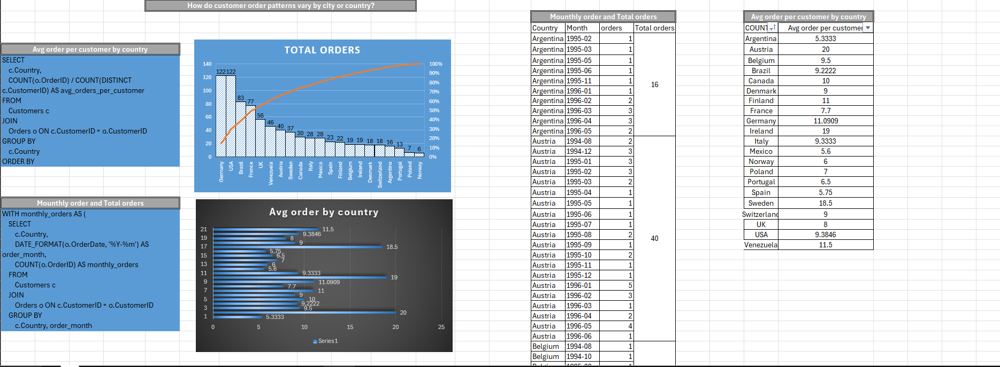 How do customer order patterns vary by city or country?
Avg order per customer by country
SELECT
c.Country,
COUNT(o.OrderID) / COUNT(DISTINCT
c.CustomerID) AS avg_orders_per_customer
FROM
Customers c
JOIN
Orders o ON c.CustomerID = o.CustomerID
GROUP BY
c.Country
ORDER BY
Mounthly order and Total orders
WITH monthly_orders AS (
SELECT
c.Country,
DATE_FORMAT(o.OrderDate, '%Y-%m') AS
order_month,
COUNT(o.OrderID) AS monthly_orders
FROM
Customers c
JOIN
Orders o ON c.CustomerID = o.CustomerID
GROUP BY
c.Country, order_month
TOTAL ORDERS
140
120
100
80
60
40
20
0
122 122 83 77 56 46 40 37 30 28 28 23 22 19 19 18 18 16 13 7 6
100%
90%
80%
70%
60%
50%
40%
30%
20%
10%
0%
Germany
USA
Brazil
France
UK
Venezuela
Austria
Sweden
Canada
Italy
Mexico
Spain
Finland
Belgium
Ireland
Denmark
Switzerland
Argentina
Portugal
Poland
Norway
Avg order by country
21 11.5
9.3846
19 8
9
17 18.5
5.75
15 6.5
7
13 6
5.6
11 9.3333
19
9 11.0909
7.7
7 11
9
5 10
9.2222
3 9.5
20
1 5.3333
0 5 10 15 20 25
Series1
Mounthly order and Total orders
Country Month orders Total orders
Argentina 1995-02 1
Argentina 1995-03 1
Argentina 1995-05 1
Argentina 1995-06 1
Argentina 1995-11 1
16
Argentina 1996-01 1
Argentina 1996-02 2
Argentina 1996-03 3
Argentina 1996-04 3
Argentina 1996-05 2
Austria 1994-08 2
Austria 1994-12 3
Austria 1995-01 3
Austria 1995-02 3
Austria 1995-03 2
Austria 1995-04 1
Austria 1995-05 1
Austria 1995-06 1
Austria 1995-07 1
Austria 1995-08 2
40
Austria 1995-09 1
Austria 1995-10 2
Austria 1995-11 1
Austria 1995-12 1
Austria 1996-01 5
Austria 1996-02 3
Austria 1996-03 1
Austria 1996-04 2
Austria 1996-05 4
Austria 1996-06 1
Belgium 1994-08 1
Belgium 1994-10 1
Avg order per customer by country
COUNT Avg order per customer
Argentina 5.3333
Austria 20
Belgium 9.5
Brazil 9.2222
Canada 10
Denmark 9
Finland 11
France 7.7
Germany 11.0909
Ireland 19
Italy 9.3333
Mexico 5.6
Norway 6
Poland 7
Portugal 6.5
Spain 5.75
Sweden 18.5
Switzerland 9
UK 8
USA 9.3846
Venezuela 11.5